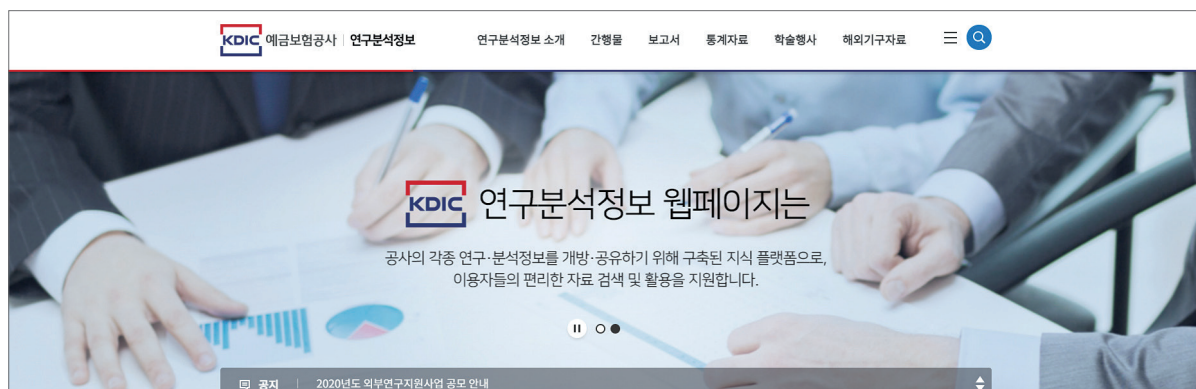 KDIC 예금보험공사 | 연구분석정보
연구분석정보 소개 간행물 보고서 통계자료 학술행사 해외기구자료
KDIC 연구분석정보 웹페이지는
공사의 각종 연구·분석정보를 개방·공유하기 위해 구축된 지식 플랫폼으로,
이용자들의 편리한 자료 검색 및 활용을 지원합니다.
공지 | 2020년도 외부연구지원사업 공모 안내